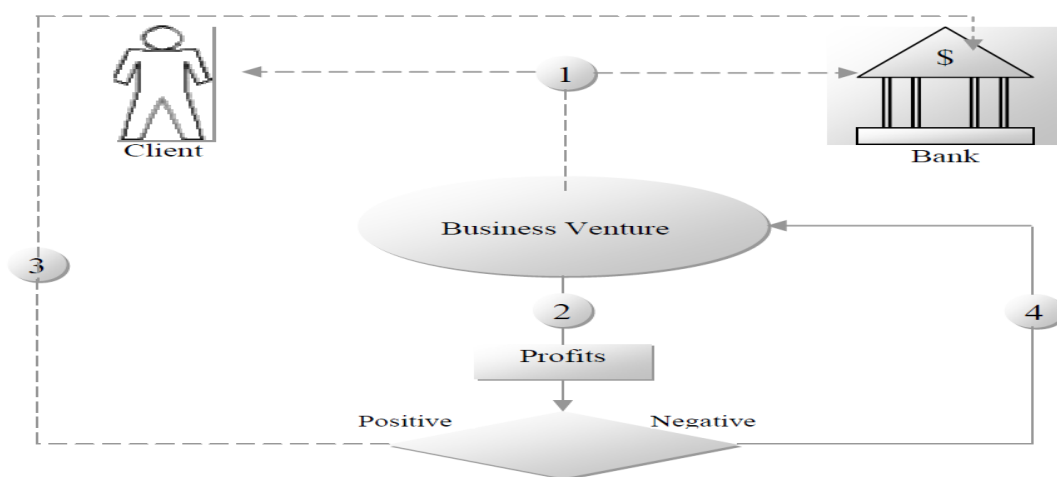 $
1
Client
Bank
Business Venture
3
2
4
Profits
Positive
Negative